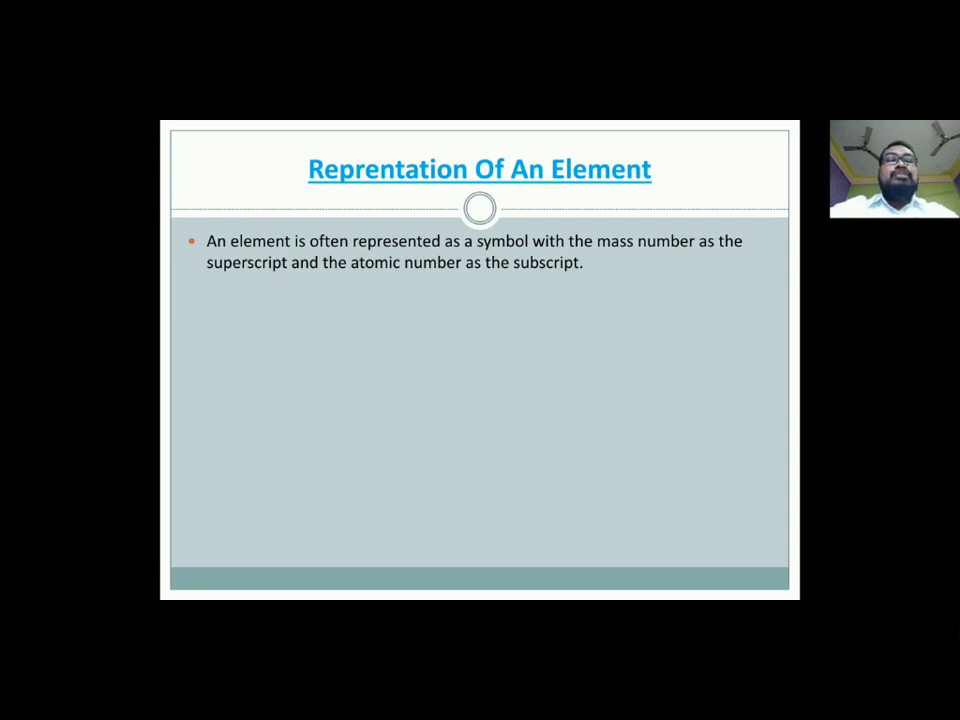 Reprentation Of An Element
An element is often represented as a symbol with the mass number as the
superscript and the atomic number as the subscript.